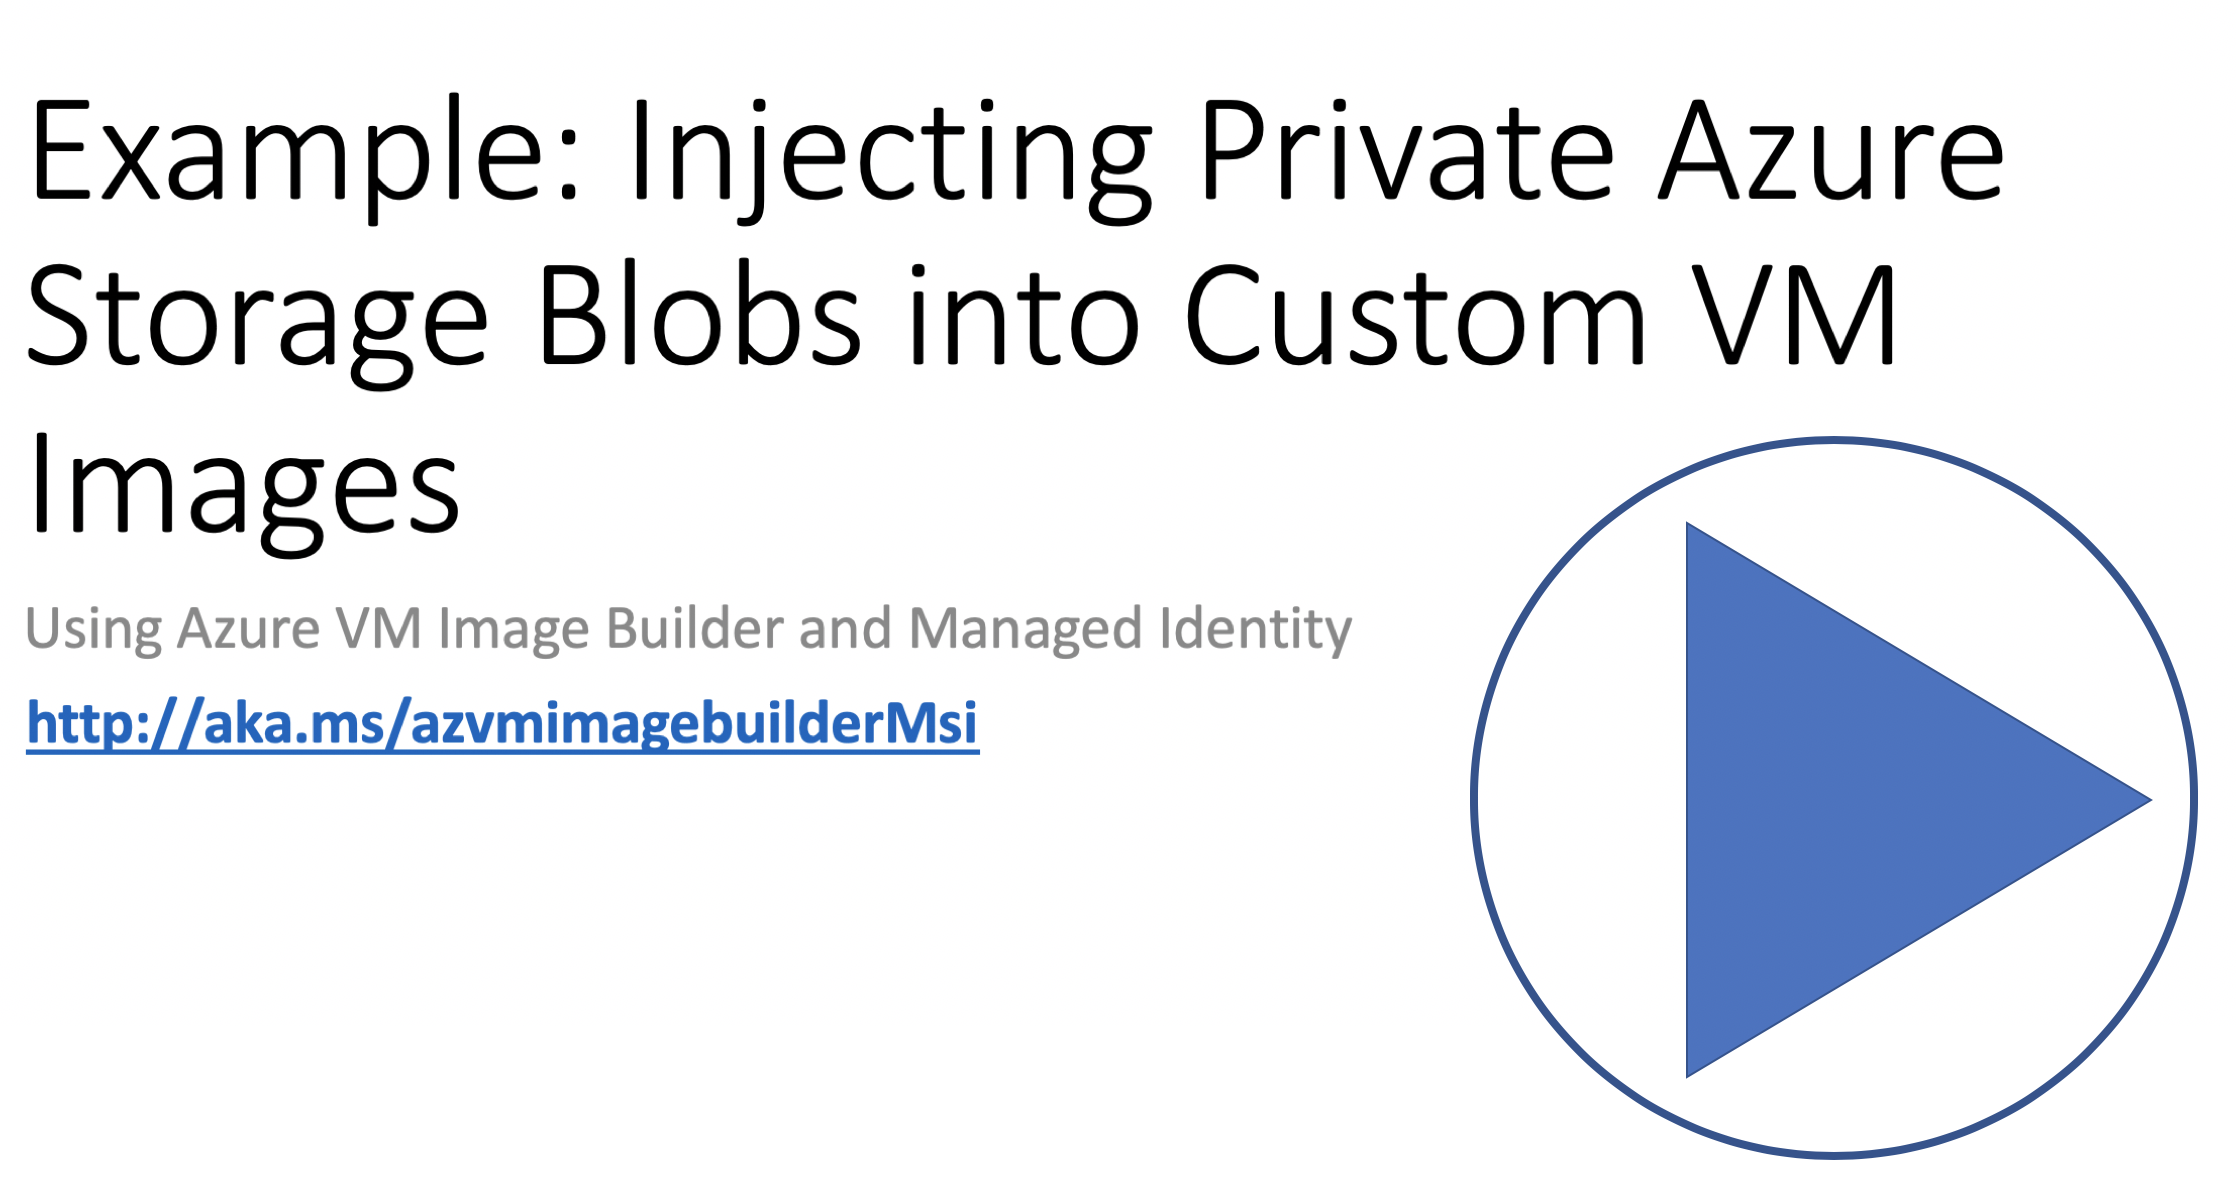 Example: Injecting Private Azure
Storage Blobs into Custom VM
Images
Using Azure VM Image Builder and Managed Identity
http://aka.ms/azvmimagebuilderMsi